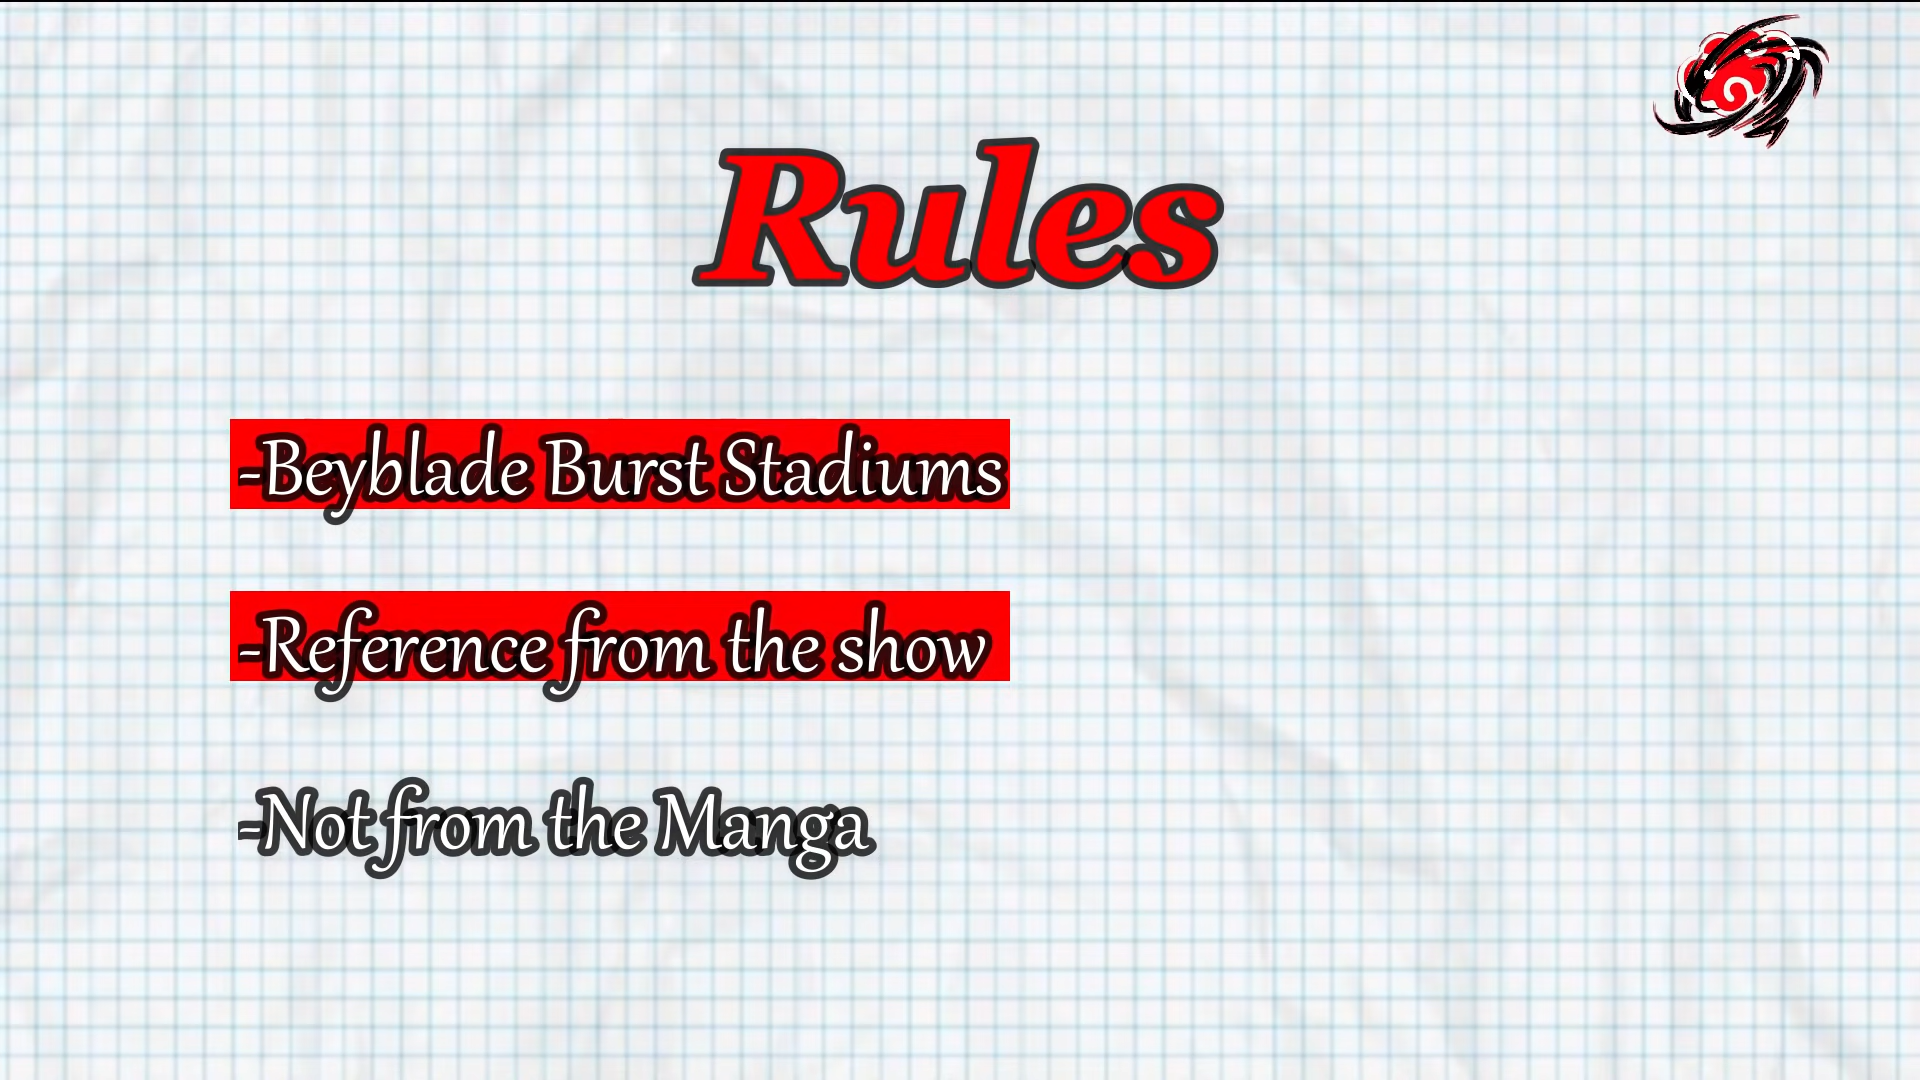 Rules
-Beyblade Burst Stadiums
-Reference from the show
-Not from the Manga